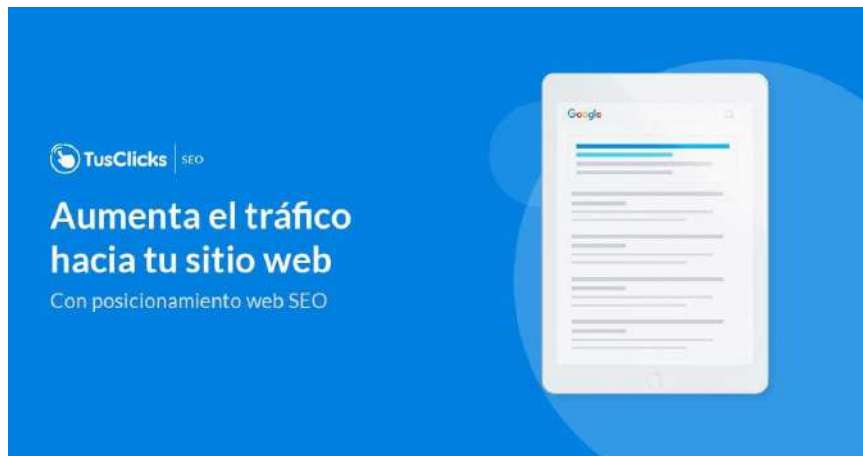 TusClicks SEO
Aumenta el tráfico
hacia tu sitio web
Con posicionamiento web SEO
Google